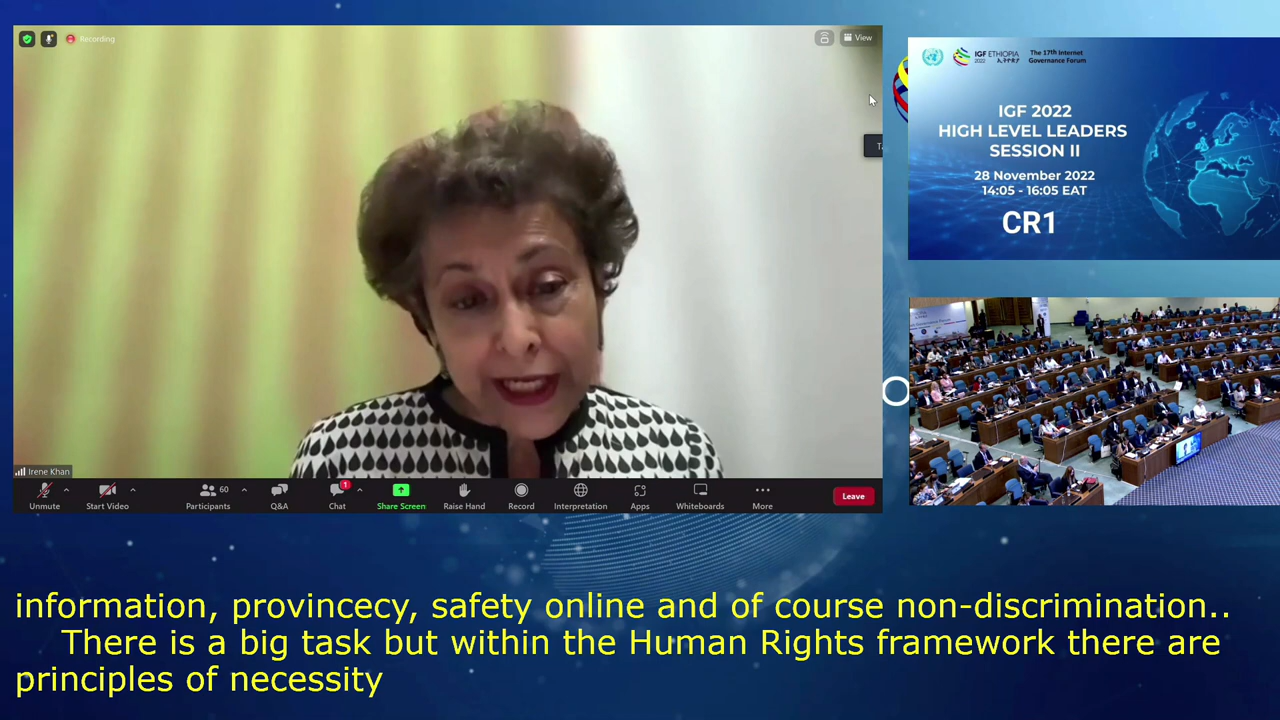 Recording
View
IGF ETHIOPIA
2022 ኢትዮጵያ
The 17th Internet
Governance Forum
IGF 2022
HIGH LEVEL LEADERS
SESSION II
28 November 2022
14:05 - 16:05 EAT
CR1
Irene Khan
Unmute
Start Video
60
Participants
Q&A
1
Chat
Share Screen
Raise Hand
Record
Interpretation
Apps
Whiteboards
More
Leave
information, provincecy, safety online and of course non-discrimination..
There is a big task but within the Human Rights framework there are
principles of necessity